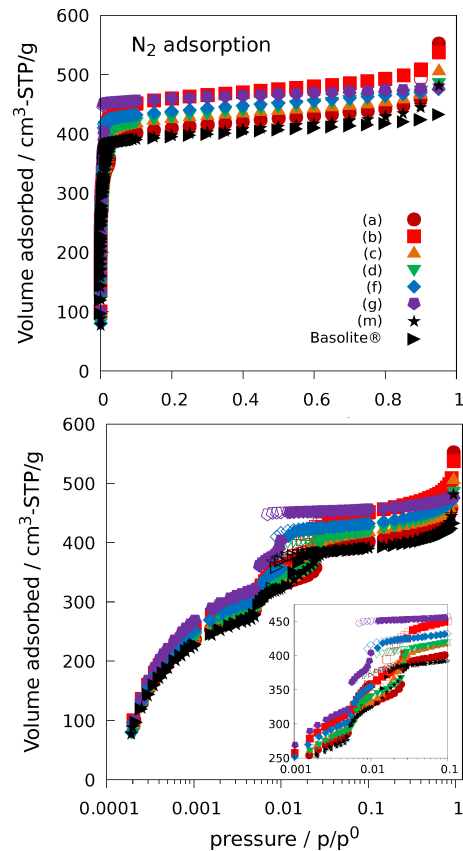 600
500
400
300
200
100
0
N2 adsorption
Volume adsorbed / cm³-STP/g
(a)
(b)
(c)
(d)
(f)
(g)
(m)
Basolite®
0 0.2 0.4 0.6 0.8 1
600
500
400
300
200
100
0
Volume adsorbed / cm³-STP/g
450
400
350
300
250
0.001 0.01 0.1
0.0001 0.001 0.01 0.1 1
pressure / p/p⁰